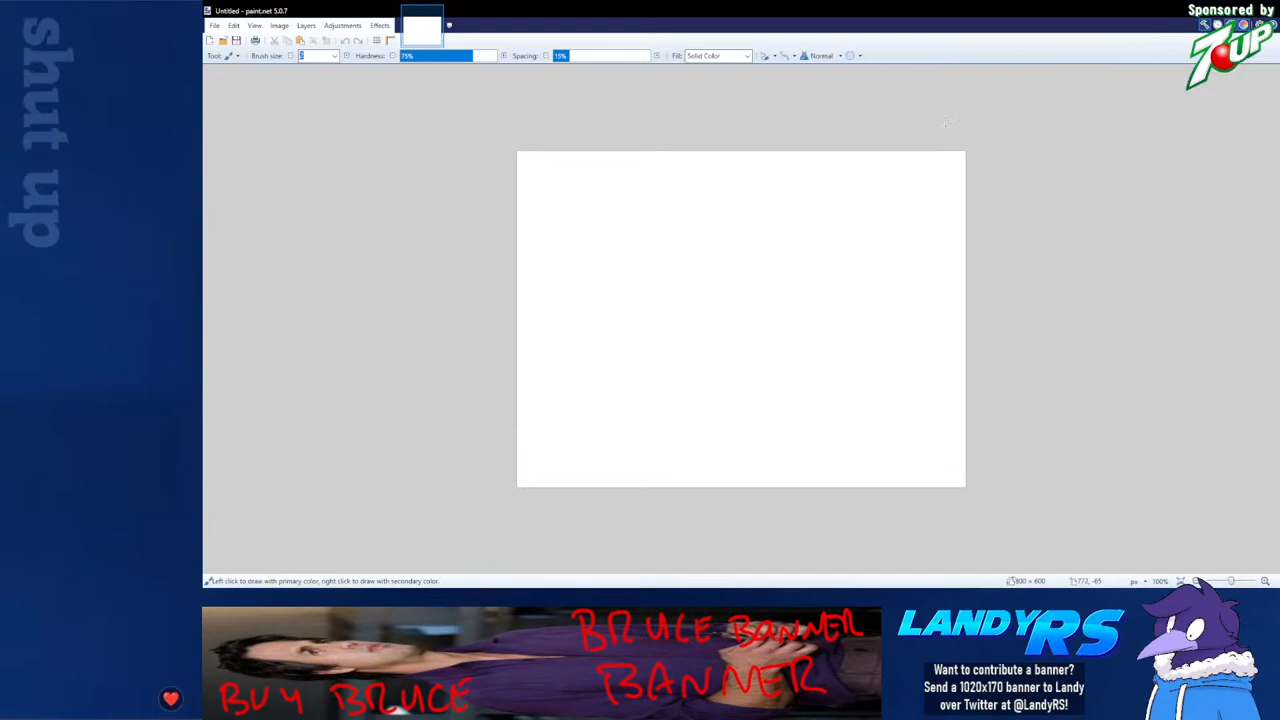 shut up
Untitled - paint.net 5.0.7
Sponsored by
7UP
File Edit View Image Layers Adjustments Effects
Tool: Brush size: 2 Hardness: 75% Spacing: 15% Fill: Solid Color Normal
Left click to draw with primary color, right click to draw with secondary color. 800 × 600 772, -65 px 100%
BRUCE BANNER
BANNER
BUY BRUCE
LANDYRS
Want to contribute a banner?
Send a 1020x170 banner to Landy
over Twitter at @LandyRS!